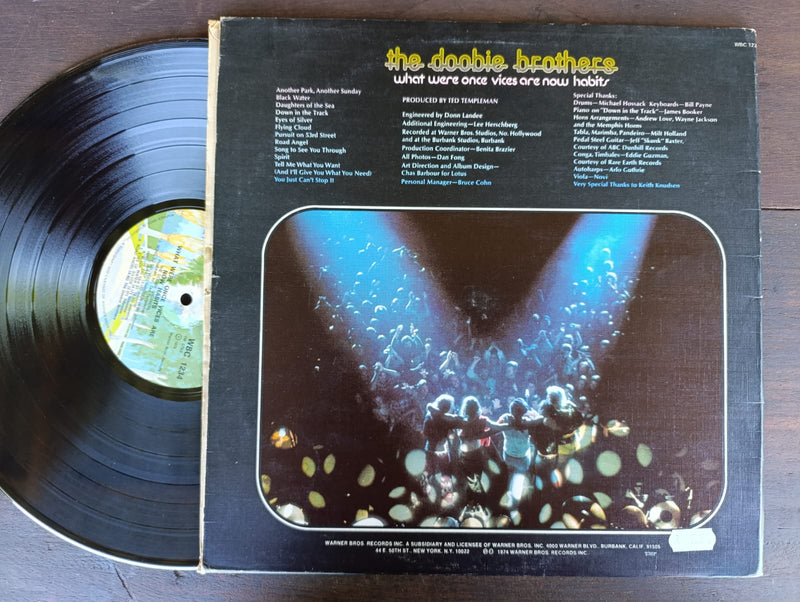 WBC 123
the doobie brothers
what were once vices are now habits
Another Park, Another Sunday
Black Water
Daughters of the Sea
Down in the Track
Eyes of Silver
Flying Cloud
Pursuit on 53rd Street
Road Angel
Song to See You Through
Spirit
Tell Me What You Want
(And I'll Give You What You Need)
You Just Can't Stop It
PRODUCED BY TED TEMPLEMAN
Engineered by Donn Landee
Additional Engineering—Lee Herschberg
Recorded at Warner Bros. Studios, No. Hollywood
and at the Burbank Studios, Burbank
Production Coordinator—Benita Brazier
All Photos—Dan Fong
Art Direction and Album Design—
Chas Barbour for Lotus
Personal Manager—Bruce Cohn
Special Thanks:
Drums—Michael Hossack Keyboards—Bill Payne
Piano on "Down in the Track"—James Booker
Horn Arrangements—Andrew Love, Wayne Jackson
and the Memphis Horns
Tabla, Marimba, Pandeiro—Milt Holland
Pedal Steel Guitar—Jeff "Skunk" Baxter,
Courtesy of ABC Dunhill Records
Conga, Timbales—Eddie Guzman,
Courtesy of Rare Earth Records
Autoharps—Arlo Guthrie
Viola—Novi
Very Special Thanks to Keith Knudsen
WHAT WERE ONCE VICES ARE
NOW HABITS
WBC 1234
WARNER BROS. RECORDS INC. A SUBSIDIARY AND LICENSEE OF WARNER BROS. INC. 4000 WARNER BLVD., BURBANK, CALIF. 91505
44 E. 50TH ST., NEW YORK, N.Y. 10022 ©℗ 1974 WARNER BROS. RECORDS INC.